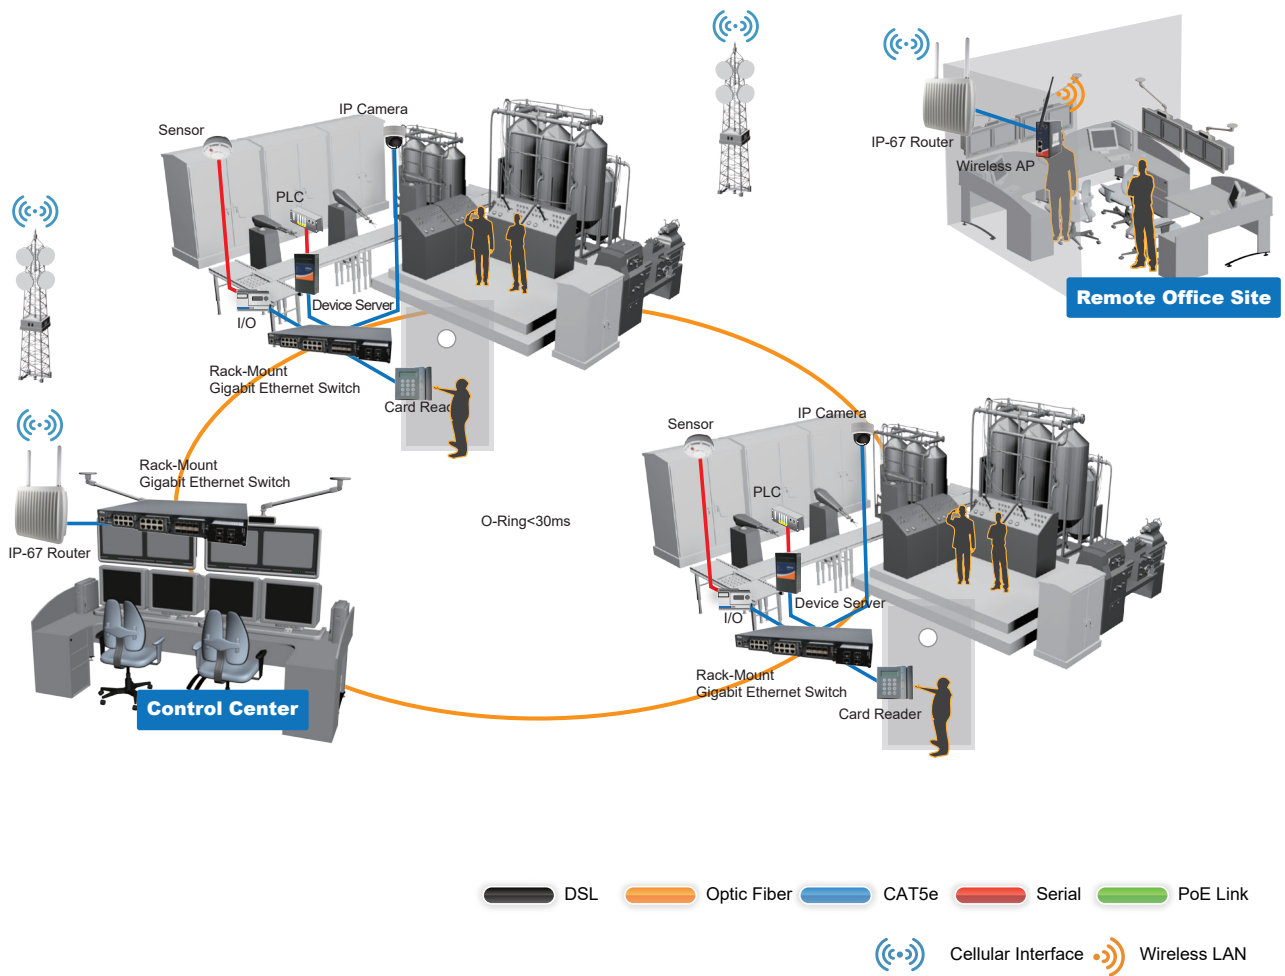 IP Camera
Sensor
PLC
Device Server
I/O
Rack-Mount
Gigabit Ethernet Switch
Card Read
IP-67 Router
Wireless AP
Remote Office Site
Rack-Mount
Gigabit Ethernet Switch
IP-67 Router
Control Center
O-Ring<30ms
IP Camera
Sensor
PLC
Device Server
I/O
Rack-Mount
Gigabit Ethernet Switch
Card Reader
DSL
Optic Fiber
CAT5e
Serial
PoE Link
Cellular Interface
Wireless LAN